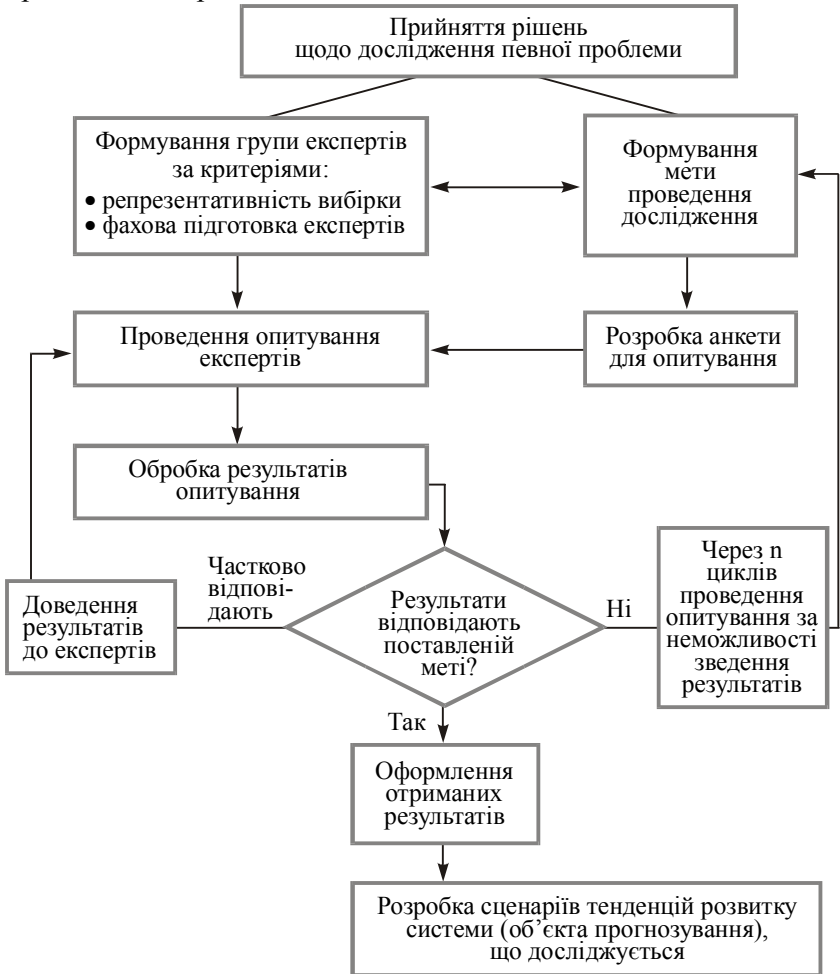 Прийняття рішень
щодо дослідження певної проблеми
Формування групи експертів
за критеріями:
• репрезентативність вибірки
• фахова підготовка експертів
Формування
мети
проведення
дослідження
Проведення опитування
експертів
Розробка анкети
для опитування
Обробка результатів
опитування
Частково
відпові-
дають
Доведення
результатів
до експертів
Результати
відповідають
поставленій
меті?
Ні
Через n
циклів
проведення
опитування за
неможливості
зведення
результатів
Так
Оформлення
отриманих
результатів
Розробка сценаріїв тенденцій розвитку
системи (об’єкта прогнозування),
що досліджується